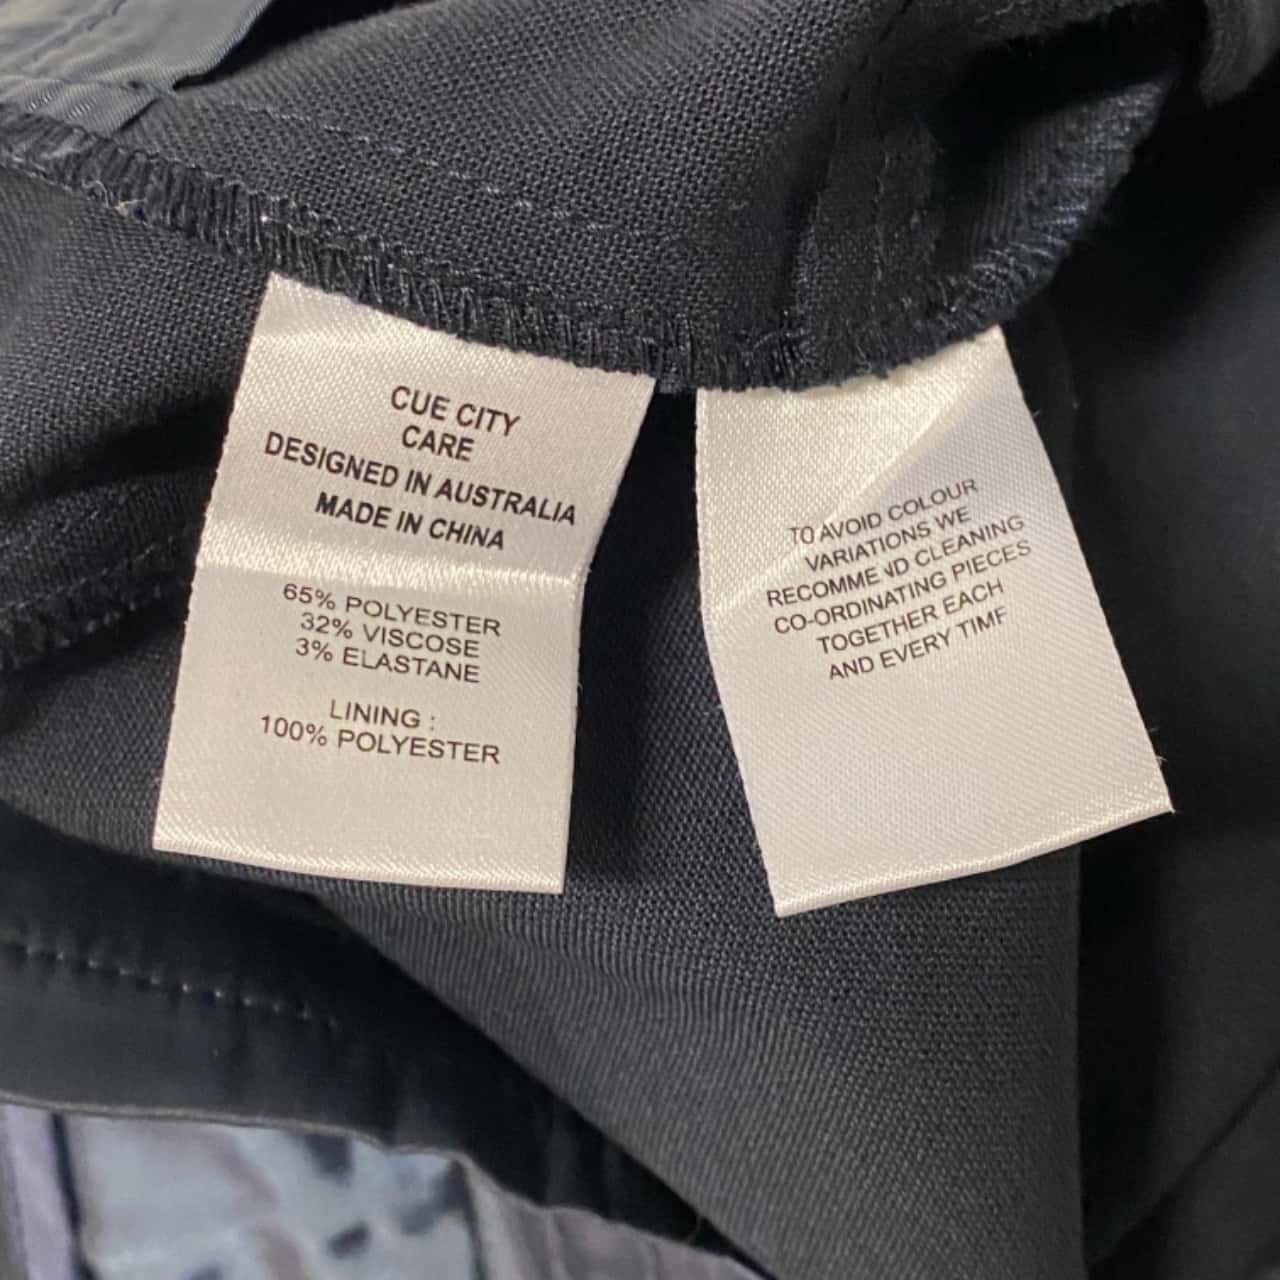 CUE CITY
CARE
DESIGNED IN AUSTRALIA
MADE IN CHINA
65% POLYESTER
32% VISCOSE
3% ELASTANE
LINING :
100% POLYESTER
TO AVOID COLOUR
VARIATIONS WE
RECOMMEND CLEANING
CO-ORDINATING PIECES
TOGETHER EACH
AND EVERY TIME